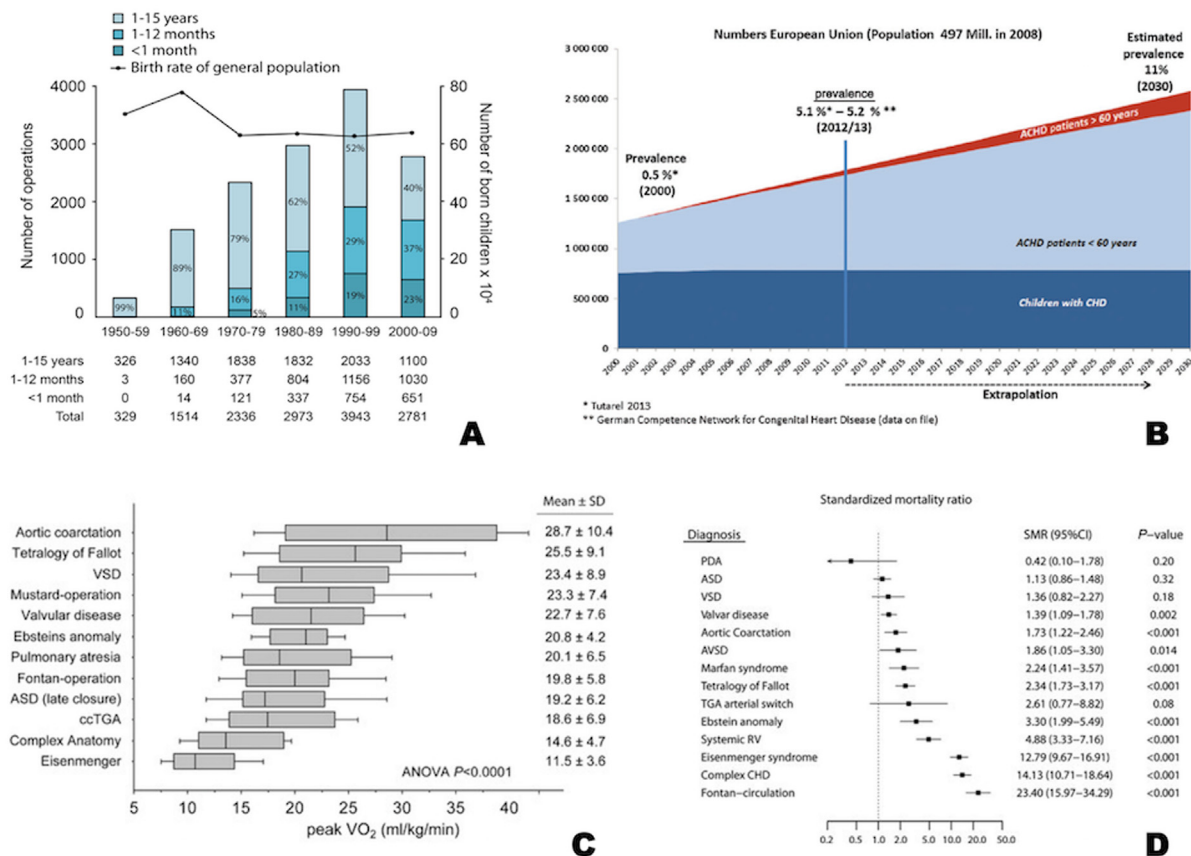 1-15 years
1-12 months
<1 month
Birth rate of general population
4000
3000
2000
1000
0
Number of operations
80
60
40
20
0
Number of born children x 10⁴
99%
89%
11%
79%
16%
5%
62%
27%
11%
52%
29%
19%
40%
37%
23%
1950-59 1960-69 1970-79 1980-89 1990-99 2000-09
1-15 years 326 1340 1838 1832 2033 1100
1-12 months 3 160 377 804 1156 1030
<1 month 0 14 121 337 754 651
Total 329 1514 2336 2973 3943 2781
A
Numbers European Union (Population 497 Mill. in 2008)
3 000 000
2 500 000
2 000 000
1 500 000
1 000 000
500 000
0
Prevalence
0.5 %*
(2000)
prevalence
5.1 %* – 5.2 % **
(2012/13)
Estimated
prevalence
11%
(2030)
ACHD patients > 60 years
ACHD patients < 60 years
Children with CHD
2000 2001 2002 2003 2004 2005 2006 2007 2008 2009 2010 2011 2012 2013 2014 2015 2016 2017 2018 2019 2020 2021 2022 2023 2024 2025 2026 2027 2028 2029 2030
Extrapolation
* Tutarel 2013
** German Competence Network for Congenital Heart Disease (data on file)
B
Mean ± SD
Aortic coarctation 28.7 ± 10.4
Tetralogy of Fallot 25.5 ± 9.1
VSD 23.4 ± 8.9
Mustard-operation 23.3 ± 7.4
Valvular disease 22.7 ± 7.6
Ebsteins anomaly 20.8 ± 4.2
Pulmonary atresia 20.1 ± 6.5
Fontan-operation 19.8 ± 5.8
ASD (late closure) 19.2 ± 6.2
ccTGA 18.6 ± 6.9
Complex Anatomy 14.6 ± 4.7
Eisenmenger 11.5 ± 3.6
ANOVA P<0.0001
5 10 15 20 25 30 35 40
peak VO₂ (ml/kg/min)
C
Standardized mortality ratio
Diagnosis SMR (95%CI) P-value
PDA 0.42 (0.10–1.78) 0.20
ASD 1.13 (0.86–1.48) 0.32
VSD 1.36 (0.82–2.27) 0.18
Valvar disease 1.39 (1.09–1.78) 0.002
Aortic Coarctation 1.73 (1.22–2.46) <0.001
AVSD 1.86 (1.05–3.30) 0.014
Marfan syndrome 2.24 (1.41–3.57) <0.001
Tetralogy of Fallot 2.34 (1.73–3.17) <0.001
TGA arterial switch 2.61 (0.77–8.82) 0.08
Ebstein anomaly 3.30 (1.99–5.49) <0.001
Systemic RV 4.88 (3.33–7.16) <0.001
Eisenmenger syndrome 12.79 (9.67–16.91) <0.001
Complex CHD 14.13 (10.71–18.64) <0.001
Fontan–circulation 23.40 (15.97–34.29) <0.001
0.2 0.5 1.0 2.0 5.0 10.0 50.0
D